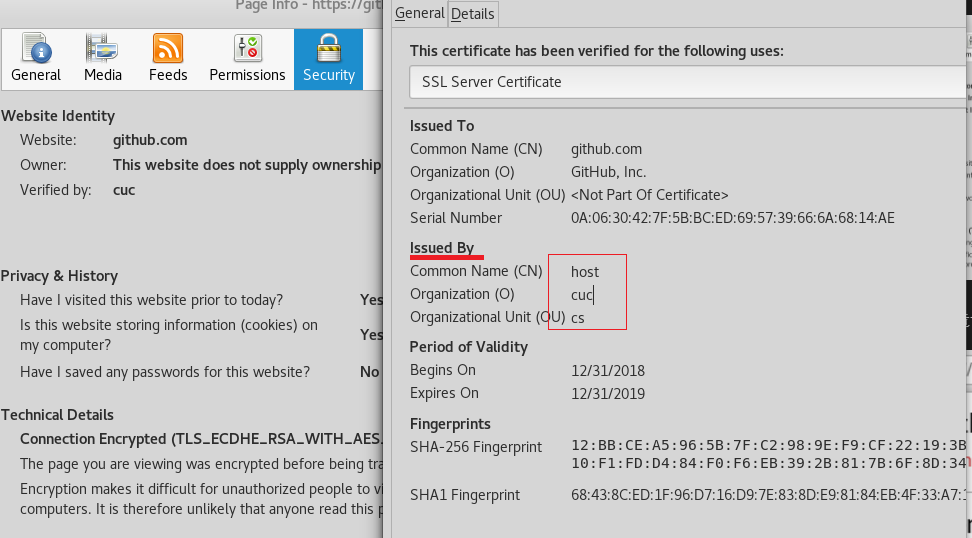 Page Info - https://git
General Media Feeds Permissions Security
Website Identity
Website: github.com
Owner: This website does not supply ownership
Verified by: cuc
Privacy & History
Have I visited this website prior to today? Yes
Is this website storing information (cookies) on
my computer? Yes
Have I saved any passwords for this website? No
Technical Details
Connection Encrypted (TLS_ECDHE_RSA_WITH_AES_
The page you are viewing was encrypted before being tra
Encryption makes it difficult for unauthorized people to vi
computers. It is therefore unlikely that anyone read this p
General Details
This certificate has been verified for the following uses:
SSL Server Certificate
Issued To
Common Name (CN) github.com
Organization (O) GitHub, Inc.
Organizational Unit (OU) <Not Part Of Certificate>
Serial Number 0A:06:30:42:7F:5B:BC:ED:69:57:39:66:6A:68:14:AE
Issued By
Common Name (CN) host
Organization (O) cuc
Organizational Unit (OU) cs
Period of Validity
Begins On 12/31/2018
Expires On 12/31/2019
Fingerprints
SHA-256 Fingerprint 12:BB:CE:A5:96:5B:7F:C2:98:9E:F9:CF:22:19:3B
10:F1:FD:D4:84:F0:F6:EB:39:2B:81:7B:6F:8D:34
SHA1 Fingerprint 68:43:8C:ED:1F:96:D7:16:D9:7E:83:8D:E9:81:84:EB:4F:33:A7:1